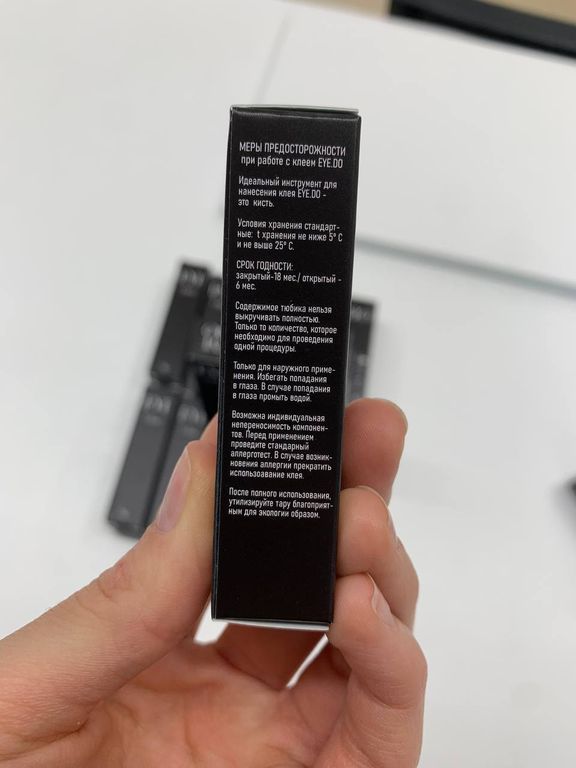 МЕРЫ ПРЕДОСТОРОЖНОСТИ
при работе с клеем EYE.DO
Идеальный инструмент для
нанесения клея EYE.DO -
это кисть.
Условия хранения стандарт-
ные: t хранения не ниже 5° С
и не выше 25° С.
СРОК ГОДНОСТИ:
закрытый-18 мес./ открытый -
6 мес.
Содержимое тюбика нельзя
выкручивать полностью.
Только то количество, которое
необходимо для проведения
одной процедуры.
Только для наружного приме-
нения. Избегать попадания
в глаза. В случае попадания
в глаза промыть водой.
Возможна индивидуальная
непереносимость компонен-
тов. Перед применением
проведите стандарный
аллерготест. В случае возник-
новения аллергии прекратить
использоавание клея.
После полного использования,
утилизируйте тару благоприят-
ным для экологии образом.